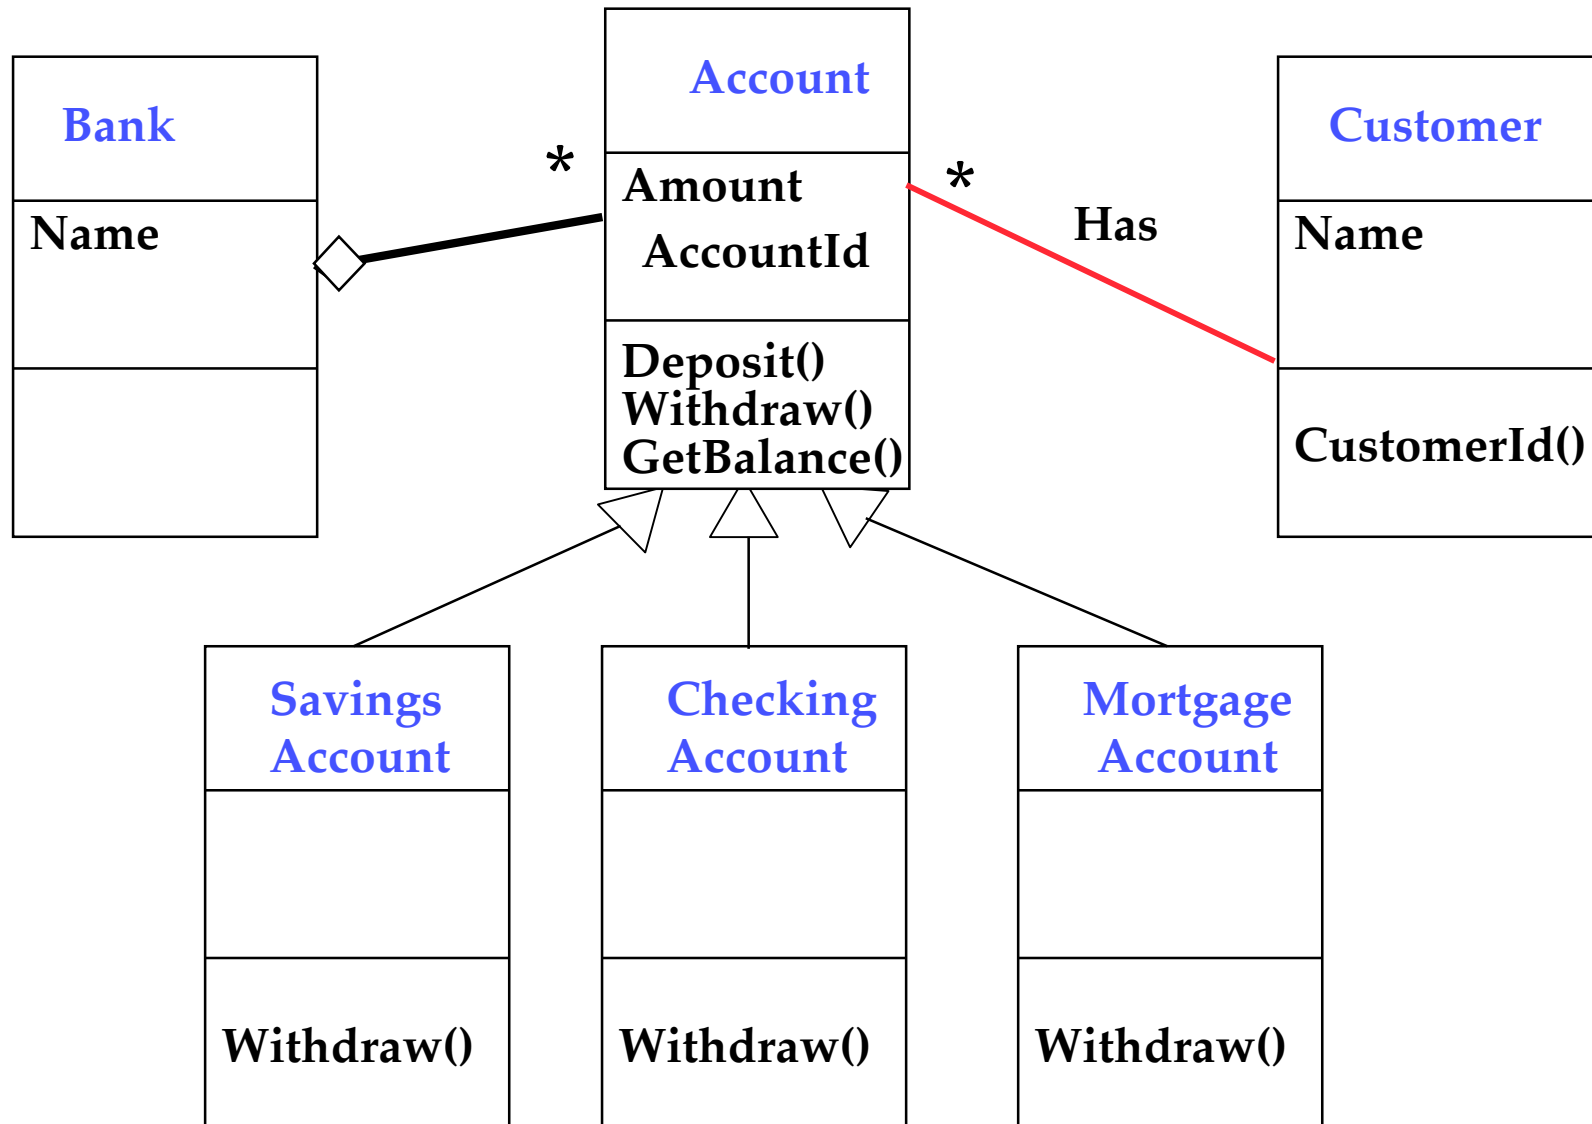 Bank
Name
*
Account
Amount
AccountId
Deposit()
Withdraw()
GetBalance()
*
Has
Customer
Name
CustomerId()
Savings
Account
Withdraw()
Checking
Account
Withdraw()
Mortgage
Account
Withdraw()